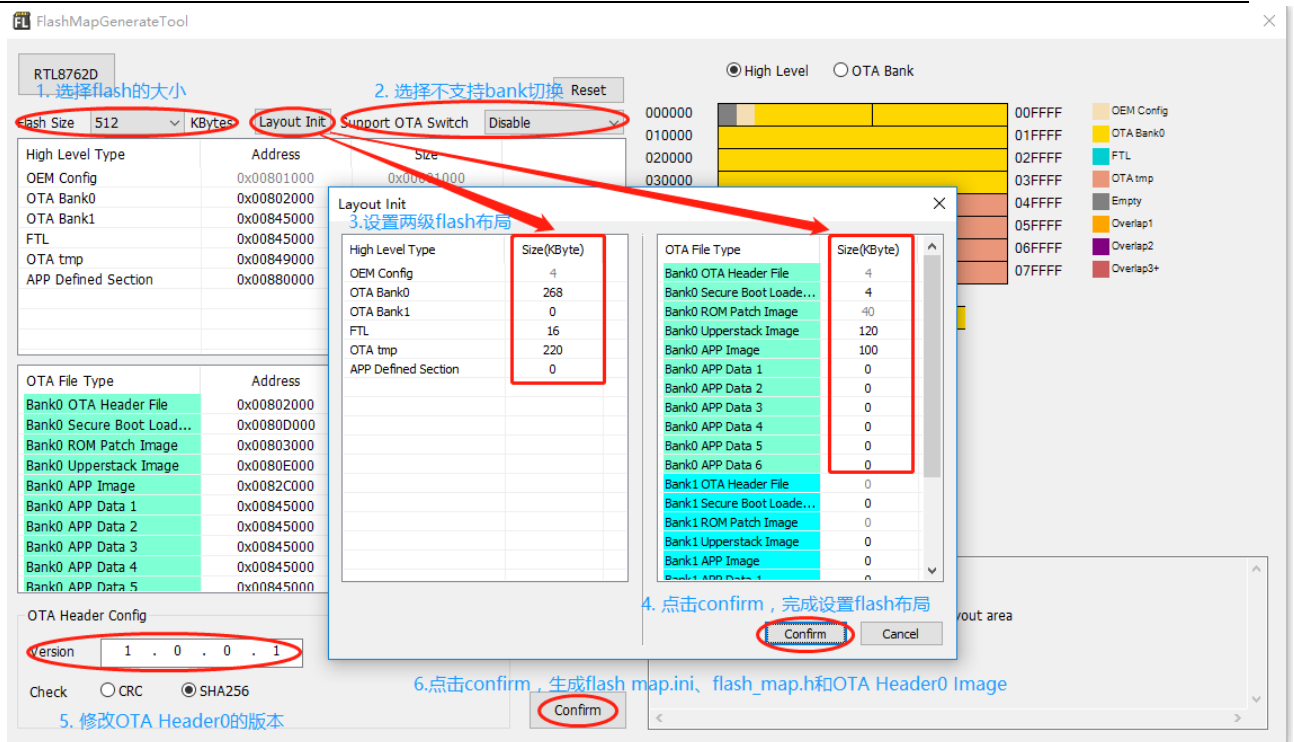 FlashMapGenerateTool
RTL8762D
1. 选择flash的大小
2. 选择不支持bank切换
Reset
Flash Size 512 KBytes Layout Init Support OTA Switch Disable
High Level Type Address Size
OEM Config 0x00801000 0x00001000
OTA Bank0 0x00802000
OTA Bank1 0x00845000
FTL 0x00845000
OTA tmp 0x00849000
APP Defined Section 0x00880000
OTA File Type Address
Bank0 OTA Header File 0x00802000
Bank0 Secure Boot Load... 0x0080D000
Bank0 ROM Patch Image 0x00803000
Bank0 Upperstack Image 0x0080E000
Bank0 APP Image 0x0082C000
Bank0 APP Data 1 0x00845000
Bank0 APP Data 2 0x00845000
Bank0 APP Data 3 0x00845000
Bank0 APP Data 4 0x00845000
Bank0 APP Data 5 0x00845000
OTA Header Config
Version 1 . 0 . 0 . 1
Check CRC SHA256
5. 修改OTA Header0的版本
Layout Init
3.设置两级flash布局
High Level Type Size(KByte)
OEM Config 4
OTA Bank0 268
OTA Bank1 0
FTL 16
OTA tmp 220
APP Defined Section 0
OTA File Type Size(KByte)
Bank0 OTA Header File 4
Bank0 Secure Boot Loade... 4
Bank0 ROM Patch Image 40
Bank0 Upperstack Image 120
Bank0 APP Image 100
Bank0 APP Data 1 0
Bank0 APP Data 2 0
Bank0 APP Data 3 0
Bank0 APP Data 4 0
Bank0 APP Data 5 0
Bank0 APP Data 6 0
Bank1 OTA Header File 0
Bank1 Secure Boot Loade... 0
Bank1 ROM Patch Image 0
Bank1 Upperstack Image 0
Bank1 APP Image 0
Bank1 APP Data 1 0
4. 点击confirm，完成设置flash布局
Confirm Cancel
6.点击confirm，生成flash map.ini、flash_map.h和OTA Header0 Image
Confirm
High Level OTA Bank
000000 00FFFF
010000 01FFFF
020000 02FFFF
030000 03FFFF
04FFFF
05FFFF
06FFFF
07FFFF
OEM Config
OTA Bank0
FTL
OTA tmp
Empty
Overlap1
Overlap2
Overlap3+
yout area